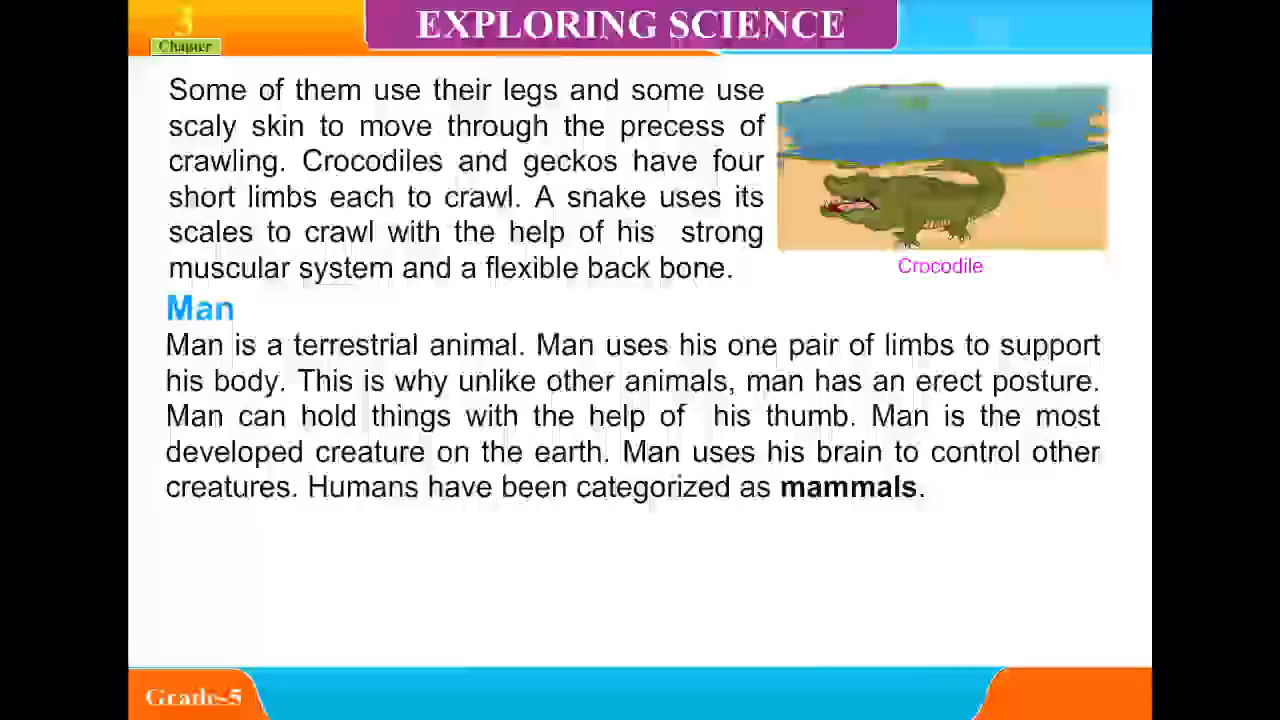 3
Chapter
EXPLORING SCIENCE
Some of them use their legs and some use
scaly skin to move through the precess of
crawling. Crocodiles and geckos have four
short limbs each to crawl. A snake uses its
scales to crawl with the help of his strong
muscular system and a flexible back bone.
Crocodile
Man
Man is a terrestrial animal. Man uses his one pair of limbs to support
his body. This is why unlike other animals, man has an erect posture.
Man can hold things with the help of his thumb. Man is the most
developed creature on the earth. Man uses his brain to control other
creatures. Humans have been categorized as mammals.
Grade-5